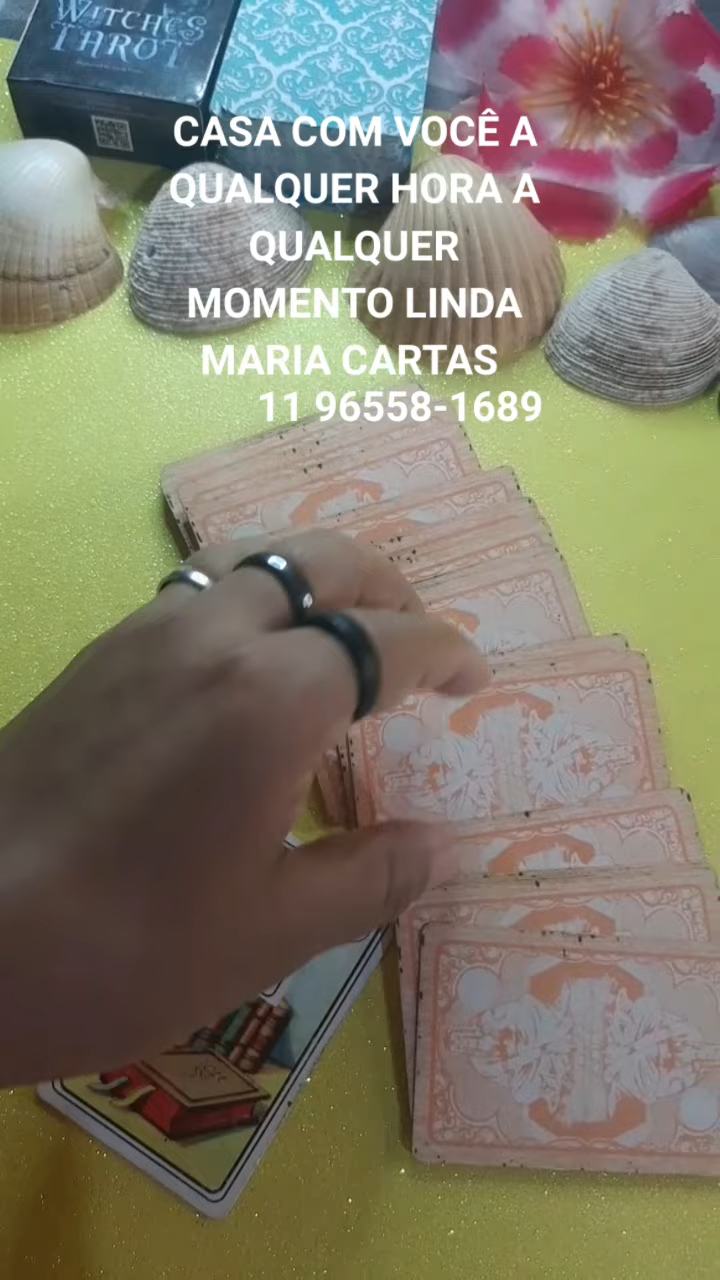 WITCHES
TAROT
CASA COM VOCÊ A
QUALQUER HORA A
QUALQUER
MOMENTO LINDA
MARIA CARTAS
11 96558-1689